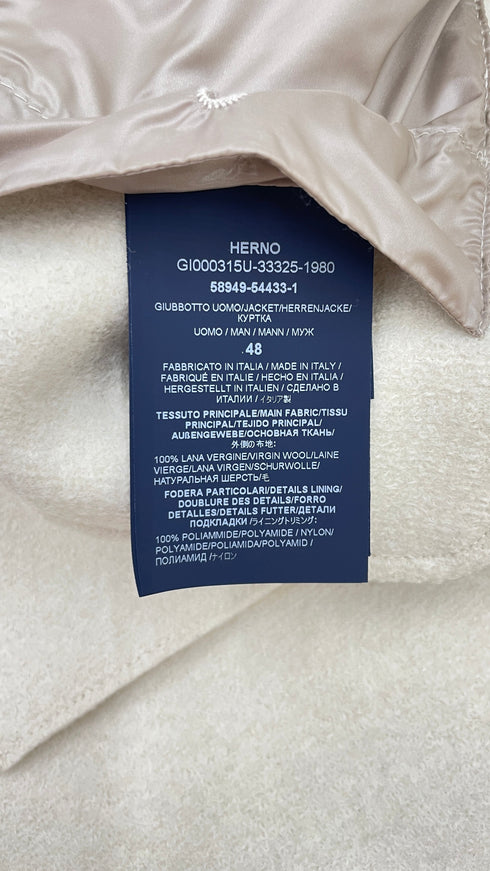 HERNO
GI000315U-33325-1980
58949-54433-1
GIUBBOTTO UOMO/JACKET/HERRENJACKE/
КУРТКА
UOMO / MAN / MANN / МУЖ
48
FABBRICATO IN ITALIA / MADE IN ITALY /
FABRIQUÉ EN ITALIE / HECHO EN ITALIA /
HERGESTELLT IN ITALIEN / СДЕЛАНО В
ИТАЛИИ / イタリア製
TESSUTO PRINCIPALE/MAIN FABRIC/TISSU
PRINCIPAL/TEJIDO PRINCIPAL/
AUßENGEWEBE/ОСНОВНАЯ ТКАНЬ/
外側の布地:
100% LANA VERGINE/VIRGIN WOOL/LAINE
VIERGE/LANA VIRGEN/SCHURWOLLE/
НАТУРАЛЬНАЯ ШЕРСТЬ/毛
FODERA PARTICOLARI/DETAILS LINING/
DOUBLURE DES DETAILS/FORRO
DETALLES/DETAILS FUTTER/ДЕТАЛИ
ПОДКЛАДКИ /ライニングトリミング:
100% POLIAMMIDE/POLYAMIDE / NYLON/
POLYAMIDE/POLIAMIDA/POLYAMID /
ПОЛИАМИД /ナイロン